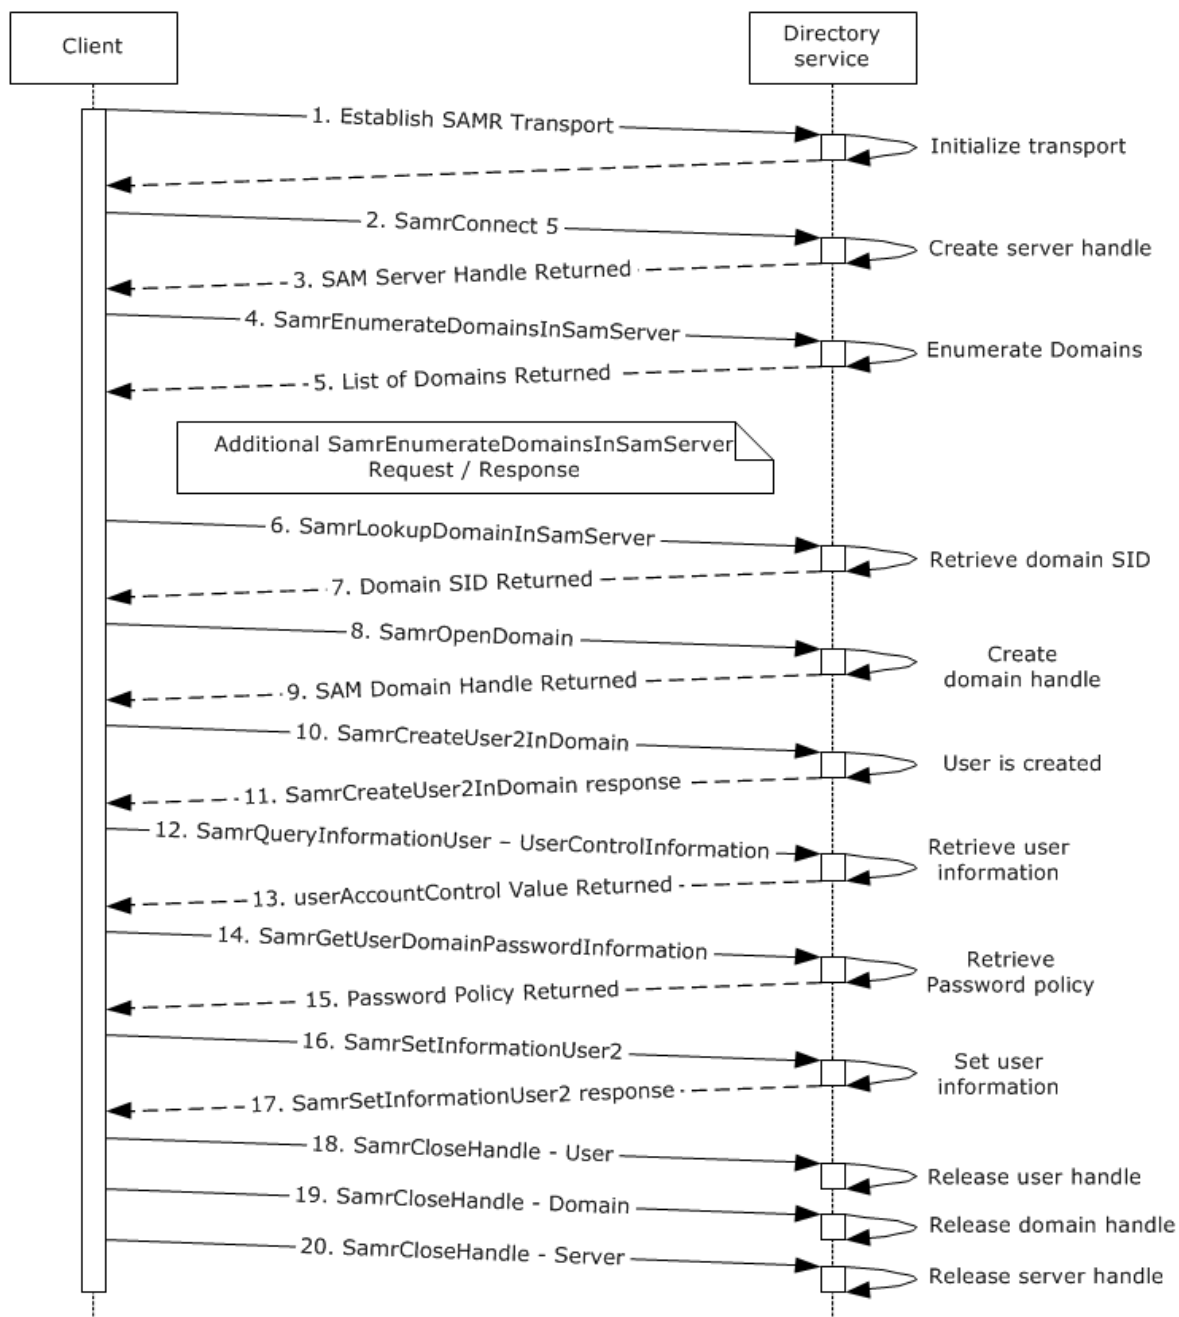 Client
Directory
service
1. Establish SAMR Transport
Initialize transport
2. SamrConnect 5
Create server handle
3. SAM Server Handle Returned
4. SamrEnumerateDomainsInSamServer
Enumerate Domains
5. List of Domains Returned
Additional SamrEnumerateDomainsInSamServer
Request / Response
6. SamrLookupDomainInSamServer
Retrieve domain SID
7. Domain SID Returned
8. SamrOpenDomain
Create
domain handle
9. SAM Domain Handle Returned
10. SamrCreateUser2InDomain
User is created
11. SamrCreateUser2InDomain response
12. SamrQueryInformationUser – UserControlInformation
Retrieve user
information
13. userAccountControl Value Returned
14. SamrGetUserDomainPasswordInformation
Retrieve
Password policy
15. Password Policy Returned
16. SamrSetInformationUser2
Set user
information
17. SamrSetInformationUser2 response
18. SamrCloseHandle - User
Release user handle
19. SamrCloseHandle - Domain
Release domain handle
20. SamrCloseHandle - Server
Release server handle